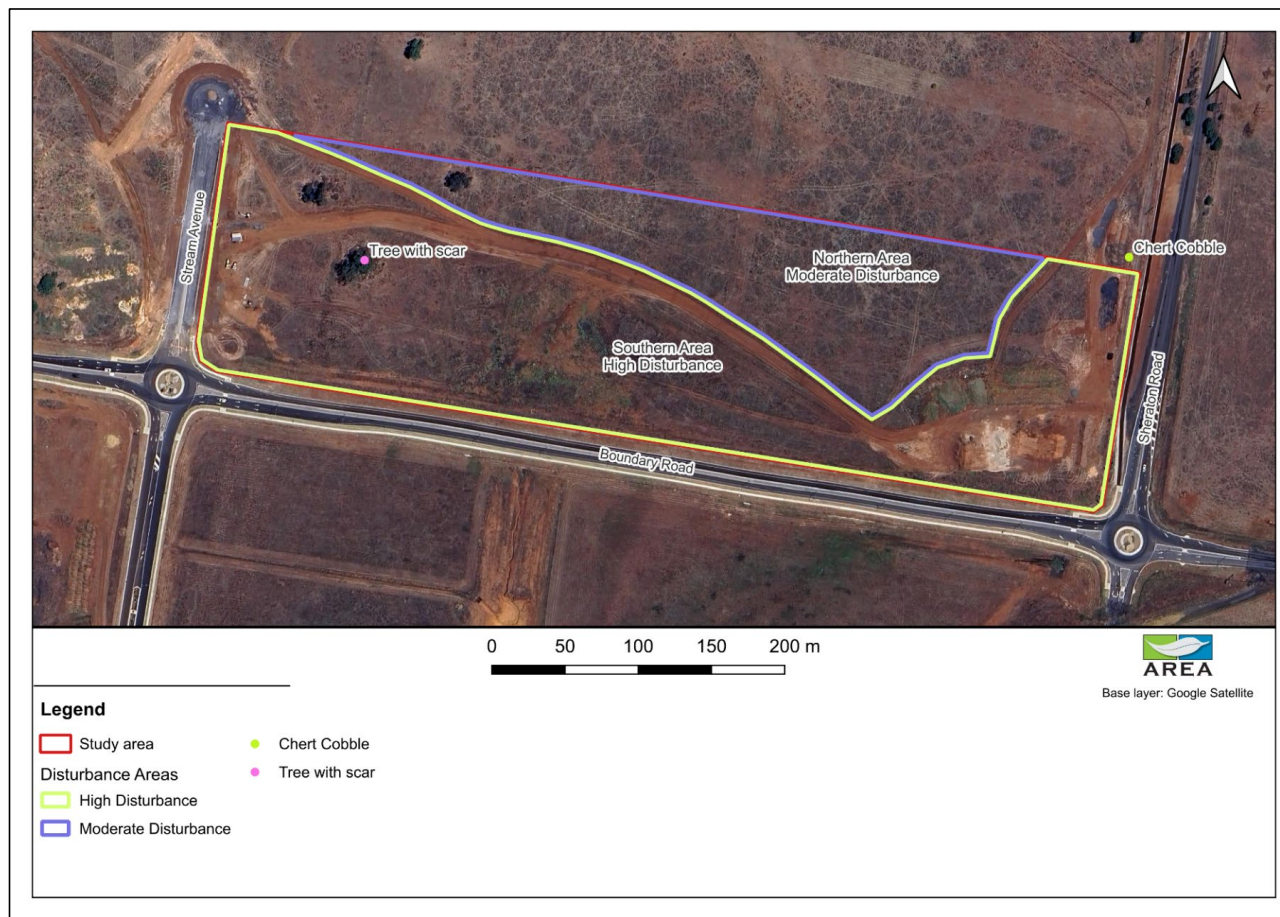 Stream Avenue
Tree with scar
Chert Cobble
Northern Area
Moderate Disturbance
Southern Area
High Disturbance
Sheraton Road
Boundary Road
0 50 100 150 200 m
AREA
Base layer: Google Satellite
Legend
Study area
Disturbance Areas
High Disturbance
Moderate Disturbance
Chert Cobble
Tree with scar